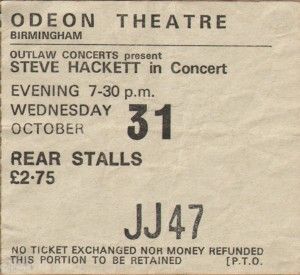 ODEON THEATRE
BIRMINGHAM
OUTLAW CONCERTS present
STEVE HACKETT in Concert
EVENING 7-30 p.m.
WEDNESDAY 31
OCTOBER
REAR STALLS
£2-75
JJ47
NO TICKET EXCHANGED NOR MONEY REFUNDED
THIS PORTION TO BE RETAINED [P.T.O.